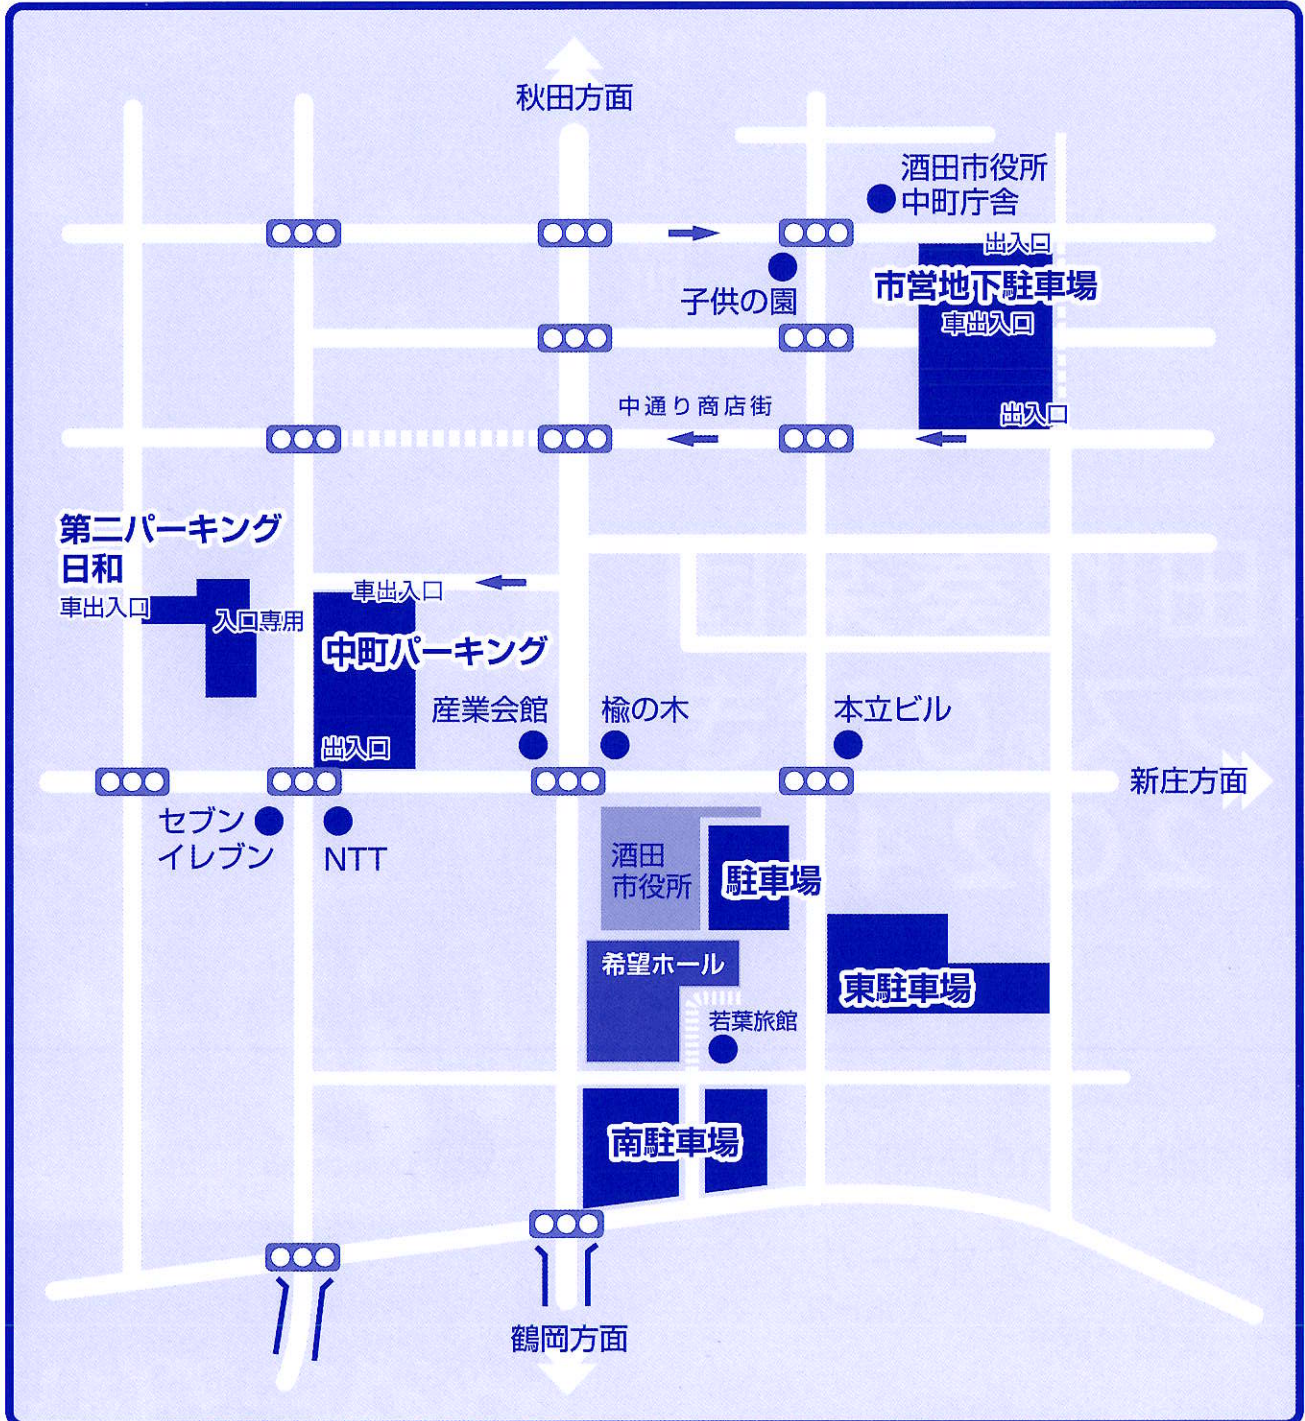 秋田方面
酒田市役所
中町庁舎
出入口
市営地下駐車場
子供の園
車出入口
中通り商店街
出入口
第二パーキング
日和
車出入口
入口専用
車出入口
中町パーキング
産業会館
楡の木
本立ビル
出入口
新庄方面
セブン
イレブン
NTT
酒田
市役所
駐車場
希望ホール
東駐車場
若葉旅館
南駐車場
鶴岡方面